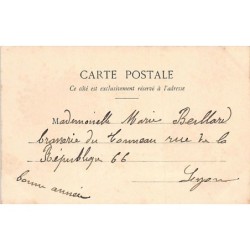 CARTE POSTALE
Ce côté est exclusivement réservé à l'adresse
Mademoiselle Marie Baillard
brasserie du Tonneau rue de la
République 66
Lyon
bonne année